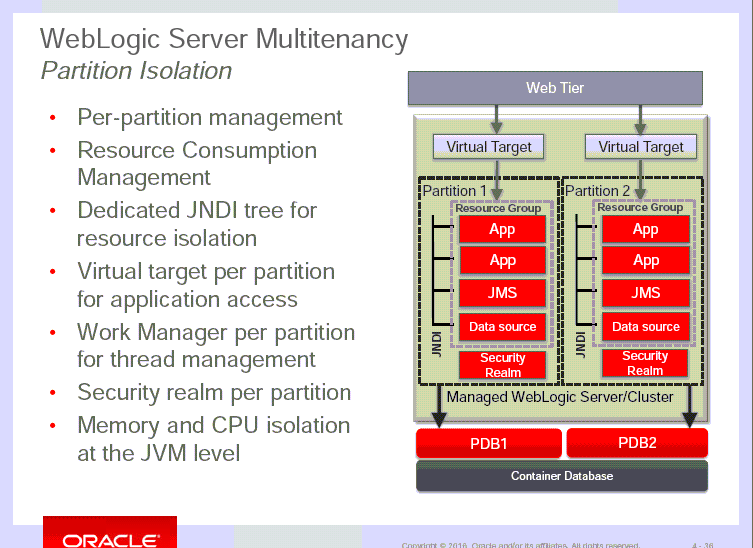 WebLogic Server Multitenancy
Partition Isolation
• Per-partition management
• Resource Consumption
Management
• Dedicated JNDI tree for
resource isolation
• Virtual target per partition
for application access
• Work Manager per partition
for thread management
• Security realm per partition
• Memory and CPU isolation
at the JVM level
Web Tier
Virtual Target
Virtual Target
Partition 1
Resource Group
App
App
JMS
Data source
JNDI
Security
Realm
Partition 2
Resource Group
App
App
JMS
Data source
JNDI
Security
Realm
Managed WebLogic Server/Cluster
PDB1
PDB2
Container Database
ORACLE
Copyright © 2016, Oracle and/or its affiliates. All rights reserved.
4 - 36